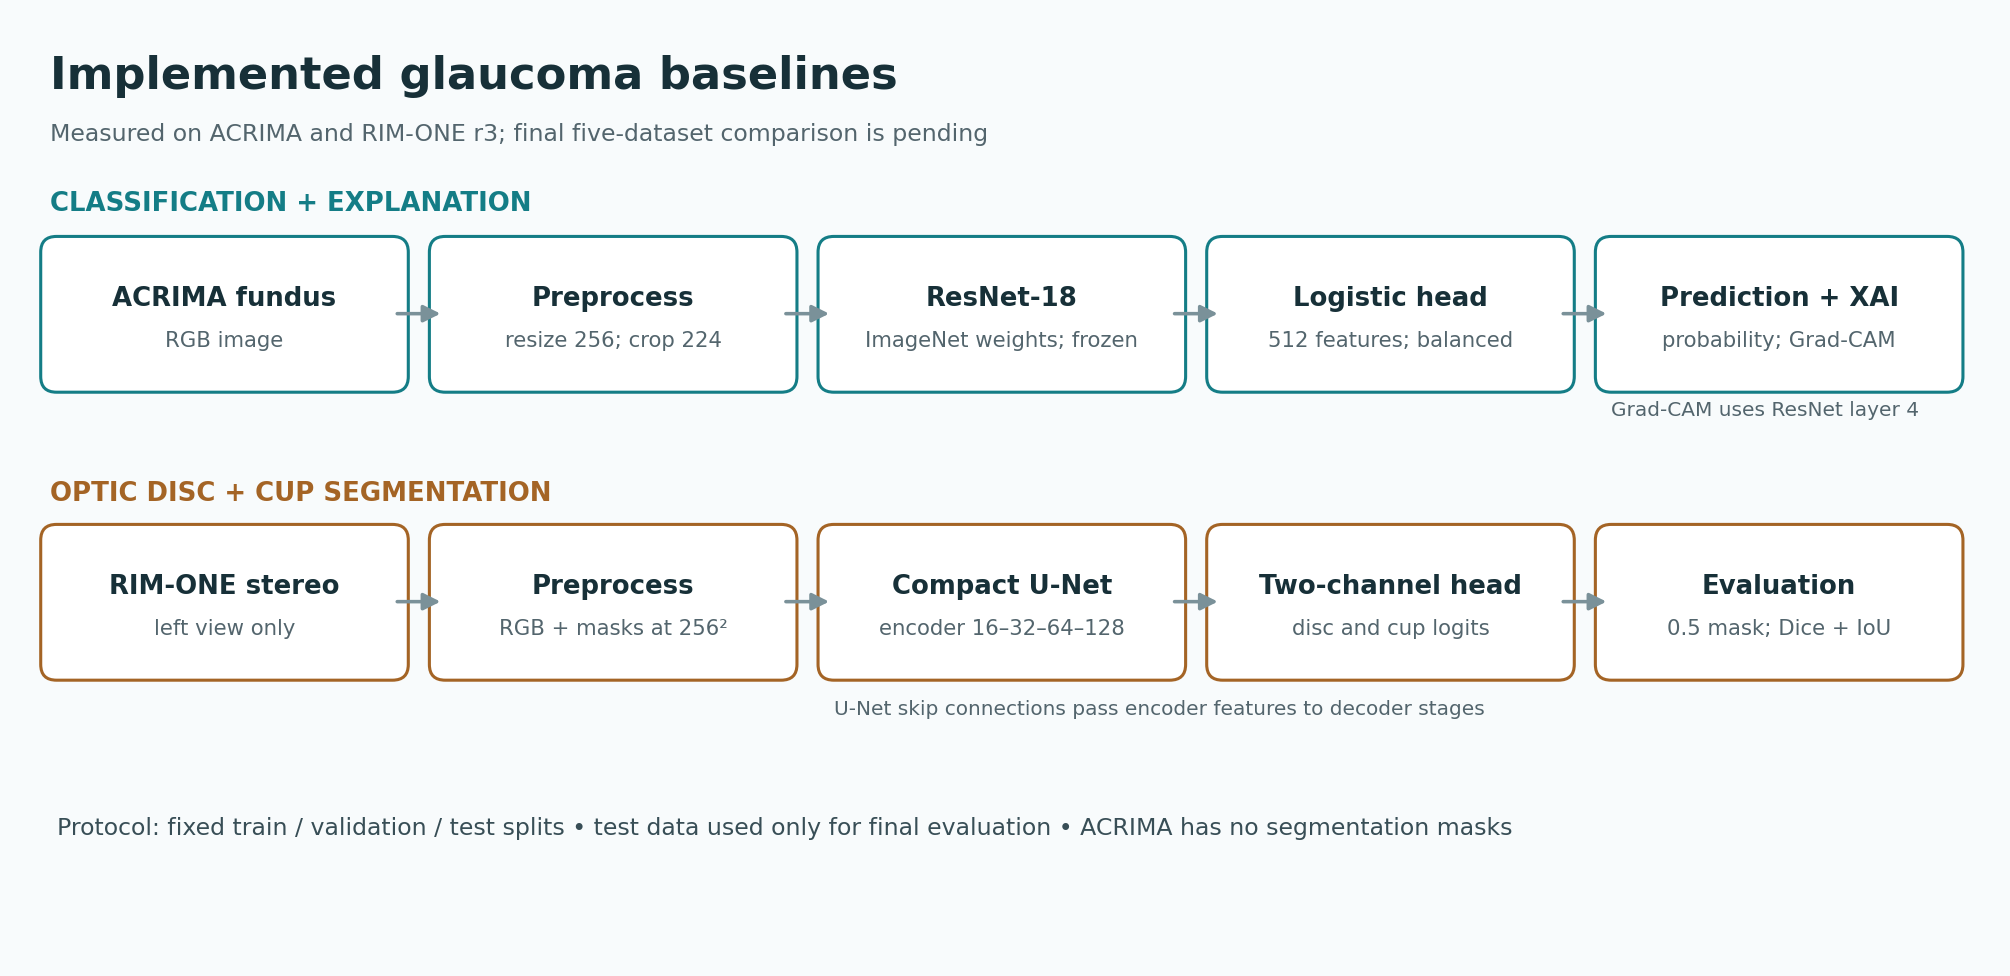 Implemented glaucoma baselines
Measured on ACRIMA and RIM-ONE r3; final five-dataset comparison is pending
CLASSIFICATION + EXPLANATION
ACRIMA fundus
RGB image
Preprocess
resize 256; crop 224
ResNet-18
ImageNet weights; frozen
Logistic head
512 features; balanced
Prediction + XAI
probability; Grad-CAM
Grad-CAM uses ResNet layer 4
OPTIC DISC + CUP SEGMENTATION
RIM-ONE stereo
left view only
Preprocess
RGB + masks at 256²
Compact U-Net
encoder 16–32–64–128
Two-channel head
disc and cup logits
Evaluation
0.5 mask; Dice + IoU
U-Net skip connections pass encoder features to decoder stages
Protocol: fixed train / validation / test splits • test data used only for final evaluation • ACRIMA has no segmentation masks